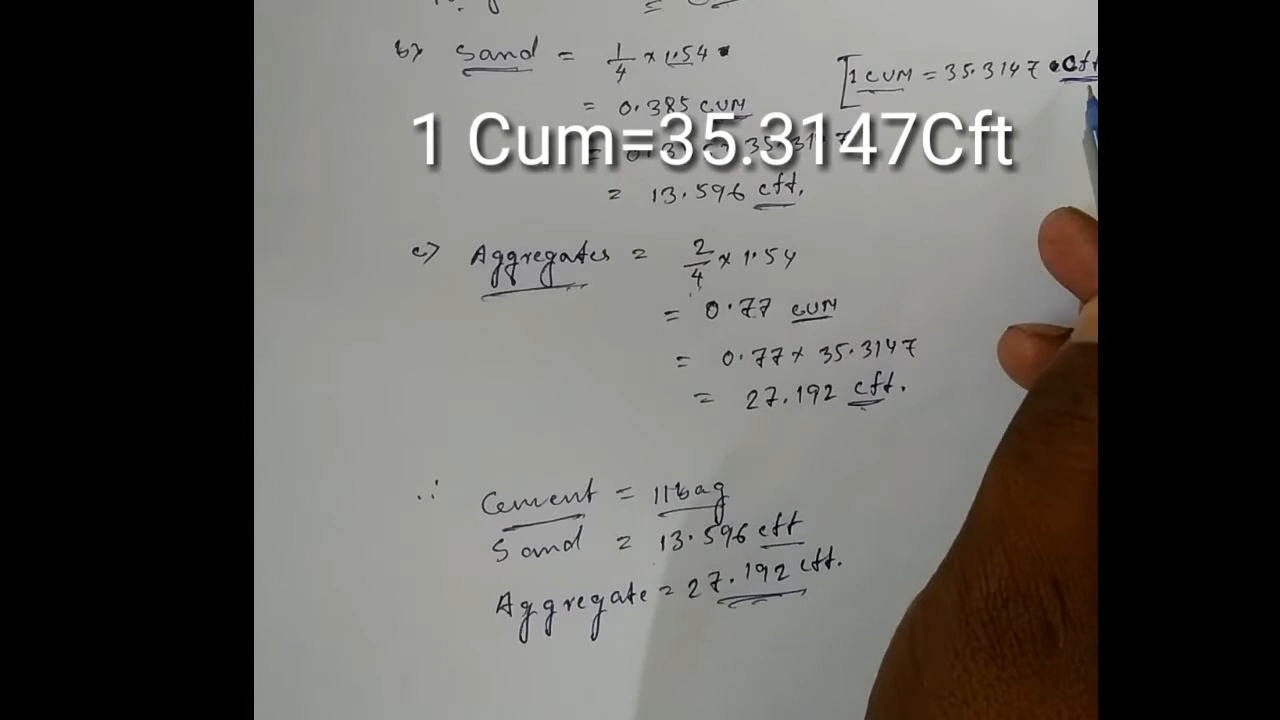 b) Sand = 1/4 × 1.54
[1 CUM = 35.3147 Cft
= 0.385 CUM
1 Cum=35.3147Cft
= 13.596 cft.
c) Aggregates = 2/4 × 1.54
= 0.77 CUM
= 0.77 × 35.3147
= 27.192 cft.
∴ Cement = 11bag
Sand = 13.596 cft
Aggregate = 27.192 cft.